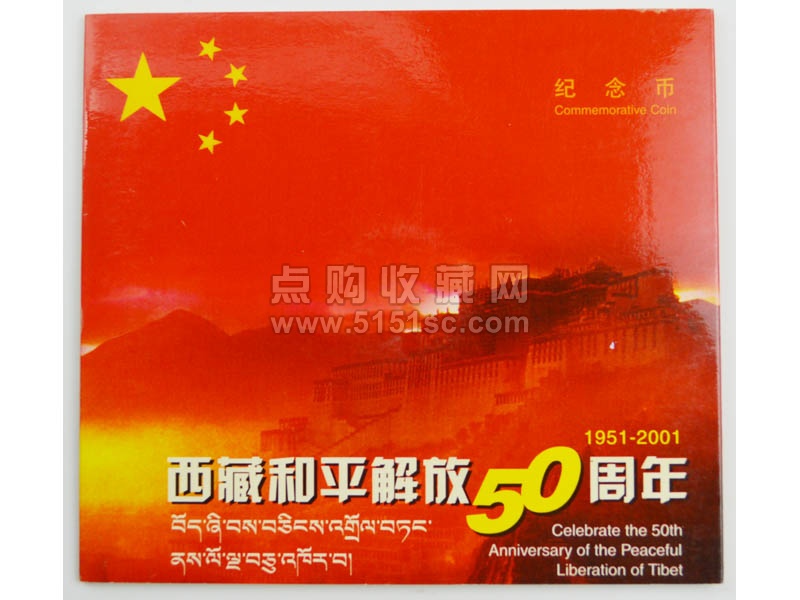 纪念币
Commemorative Coin
点购收藏网
www.5151sc.com
1951-2001
西藏和平解放50周年
བོད་ཞི་བས་བཅིངས་འགྲོལ་བཏང་
ནས་ལོ་ལྔ་བཅུ་འཁོར་བ།
Celebrate the 50th
Anniversary of the Peaceful
Liberation of Tibet